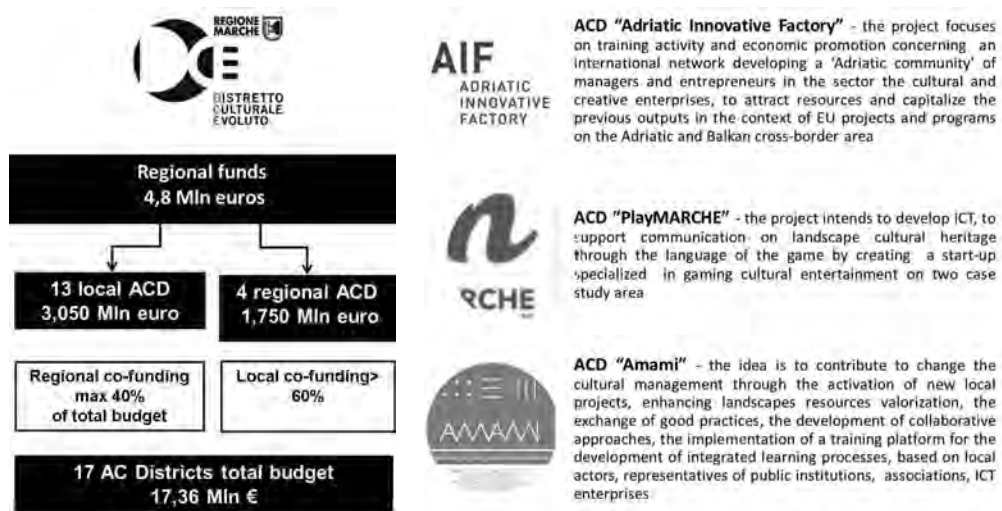 REGIONE
MARCHE
DCE
DISTRETTO
CULTURALE
EVOLUTO
Regional funds
4,8 Mln euros
13 local ACD
3,050 Mln euro
4 regional ACD
1,750 Mln euro
Regional co-funding
max 40%
of total budget
Local co-funding>
60%
17 AC Districts total budget
17,36 Mln €
AIF
ADRIATIC
INNOVATIVE
FACTORY
ACD "Adriatic Innovative Factory" - the project focuses
on training activity and economic promotion concerning an
international network developing a 'Adriatic community' of
managers and entrepreneurs in the sector the cultural and
creative enterprises, to attract resources and capitalize the
previous outputs in the context of EU projects and programs
on the Adriatic and Balkan cross-border area
n
RCHE
ACD "PlayMARCHE" - the project intends to develop ICT, to
support communication on landscape cultural heritage
through the language of the game by creating a start-up
specialized in gaming cultural entertainment on two case
study area
AMAMI
ACD "Amami" - the idea is to contribute to change the
cultural management through the activation of new local
projects, enhancing landscapes resources valorization, the
exchange of good practices, the development of collaborative
approaches, the implementation of a training platform for the
development of integrated learning processes, based on local
actors, representatives of public institutions, associations, ICT
enterprises